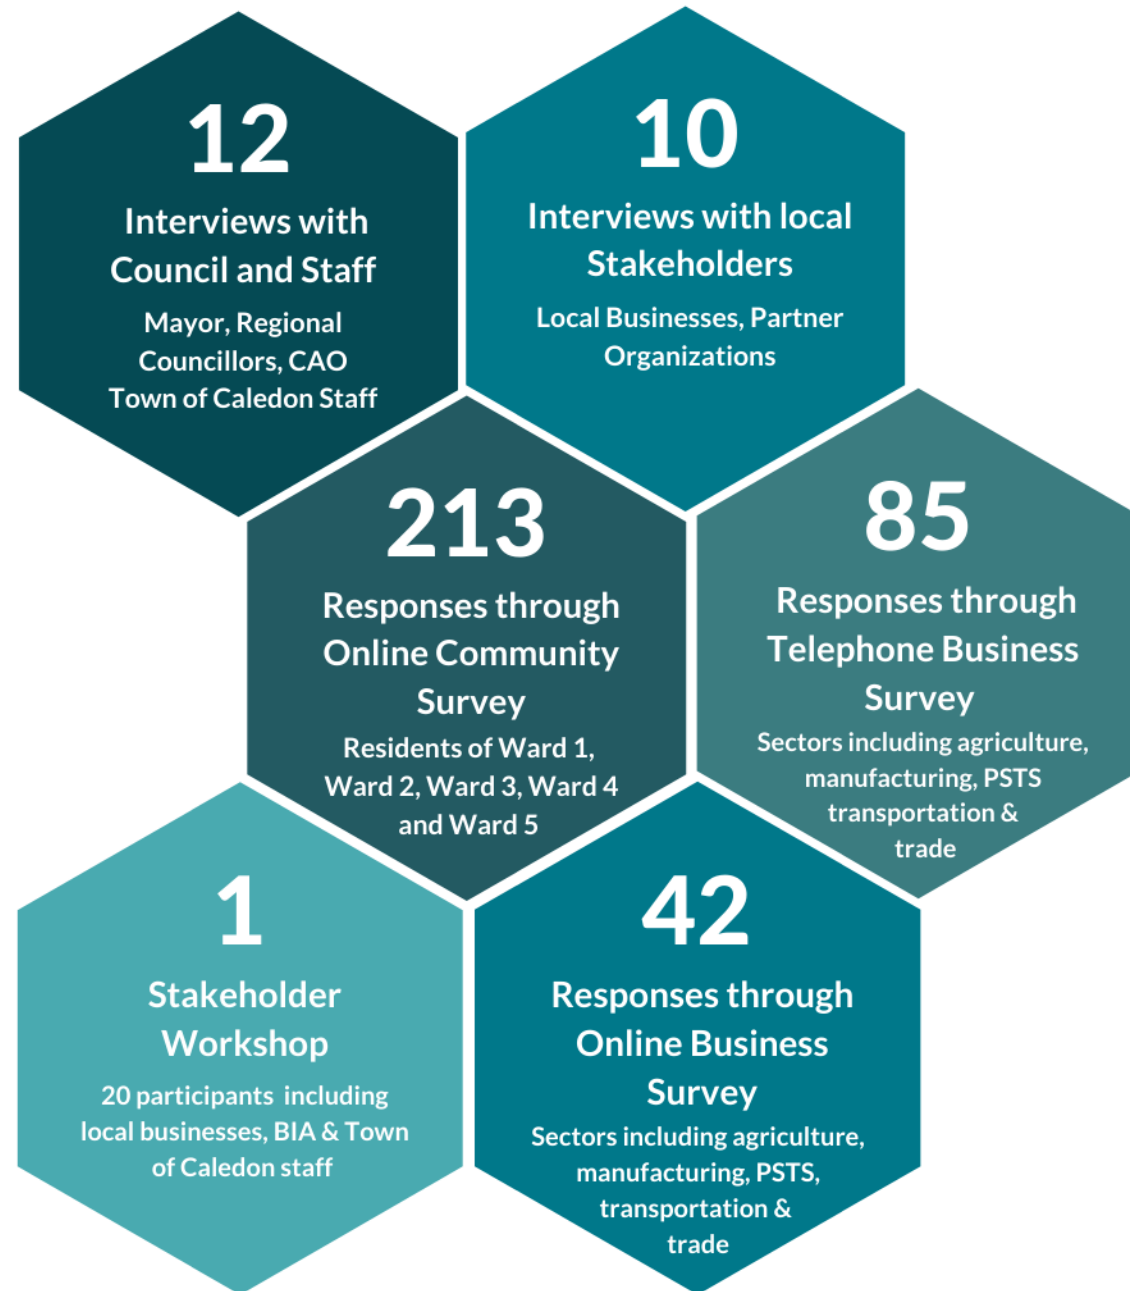 12
Interviews with
Council and Staff
Mayor, Regional
Councillors, CAO
Town of Caledon Staff
10
Interviews with local
Stakeholders
Local Businesses, Partner
Organizations
213
Responses through
Online Community
Survey
Residents of Ward 1,
Ward 2, Ward 3, Ward 4
and Ward 5
85
Responses through
Telephone Business
Survey
Sectors including agriculture,
manufacturing, PSTS
transportation &
trade
1
Stakeholder
Workshop
20 participants including
local businesses, BIA & Town
of Caledon staff
42
Responses through
Online Business
Survey
Sectors including agriculture,
manufacturing, PSTS,
transportation &
trade